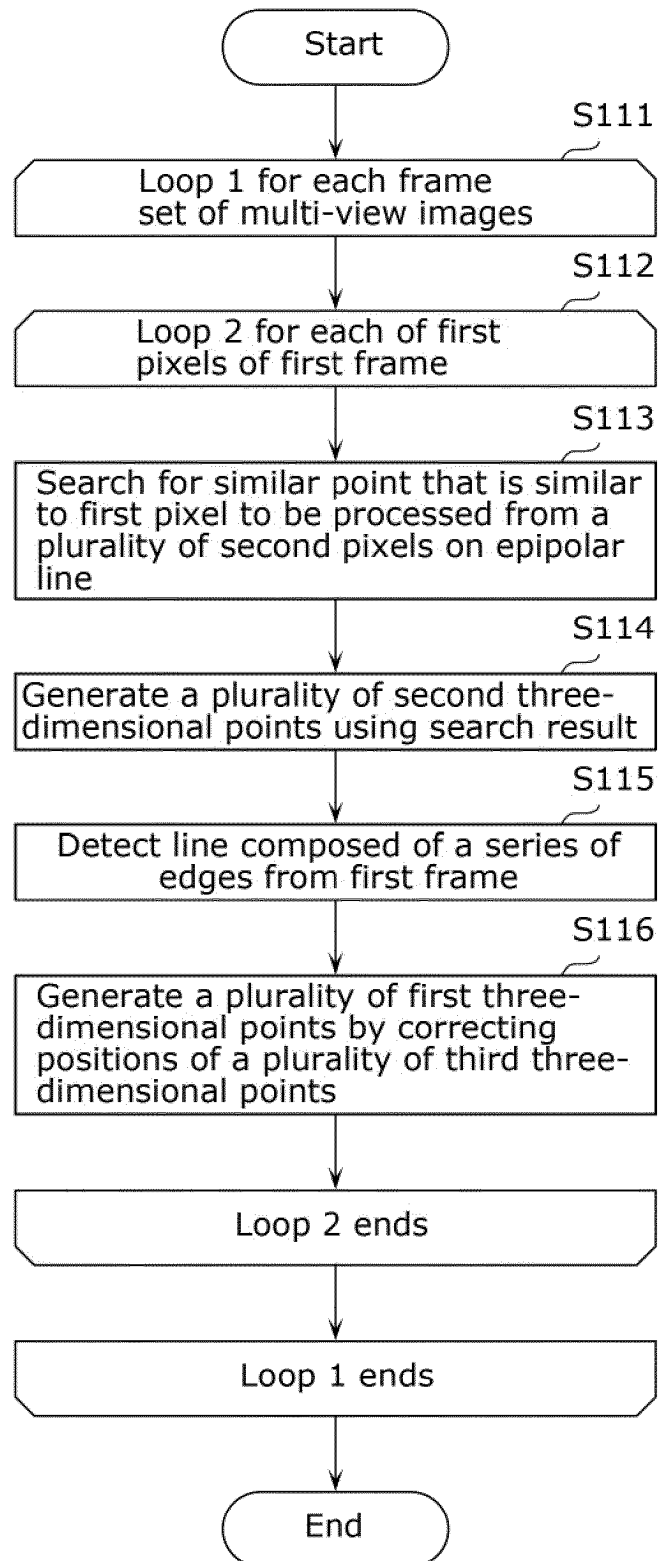 Start
S111
Loop 1 for each frame
set of multi-view images
S112
Loop 2 for each of first
pixels of first frame
S113
Search for similar point that is similar
to first pixel to be processed from a
plurality of second pixels on epipolar
line
S114
Generate a plurality of second three-
dimensional points using search result
S115
Detect line composed of a series of
edges from first frame
S116
Generate a plurality of first three-
dimensional points by correcting
positions of a plurality of third three-
dimensional points
Loop 2 ends
Loop 1 ends
End